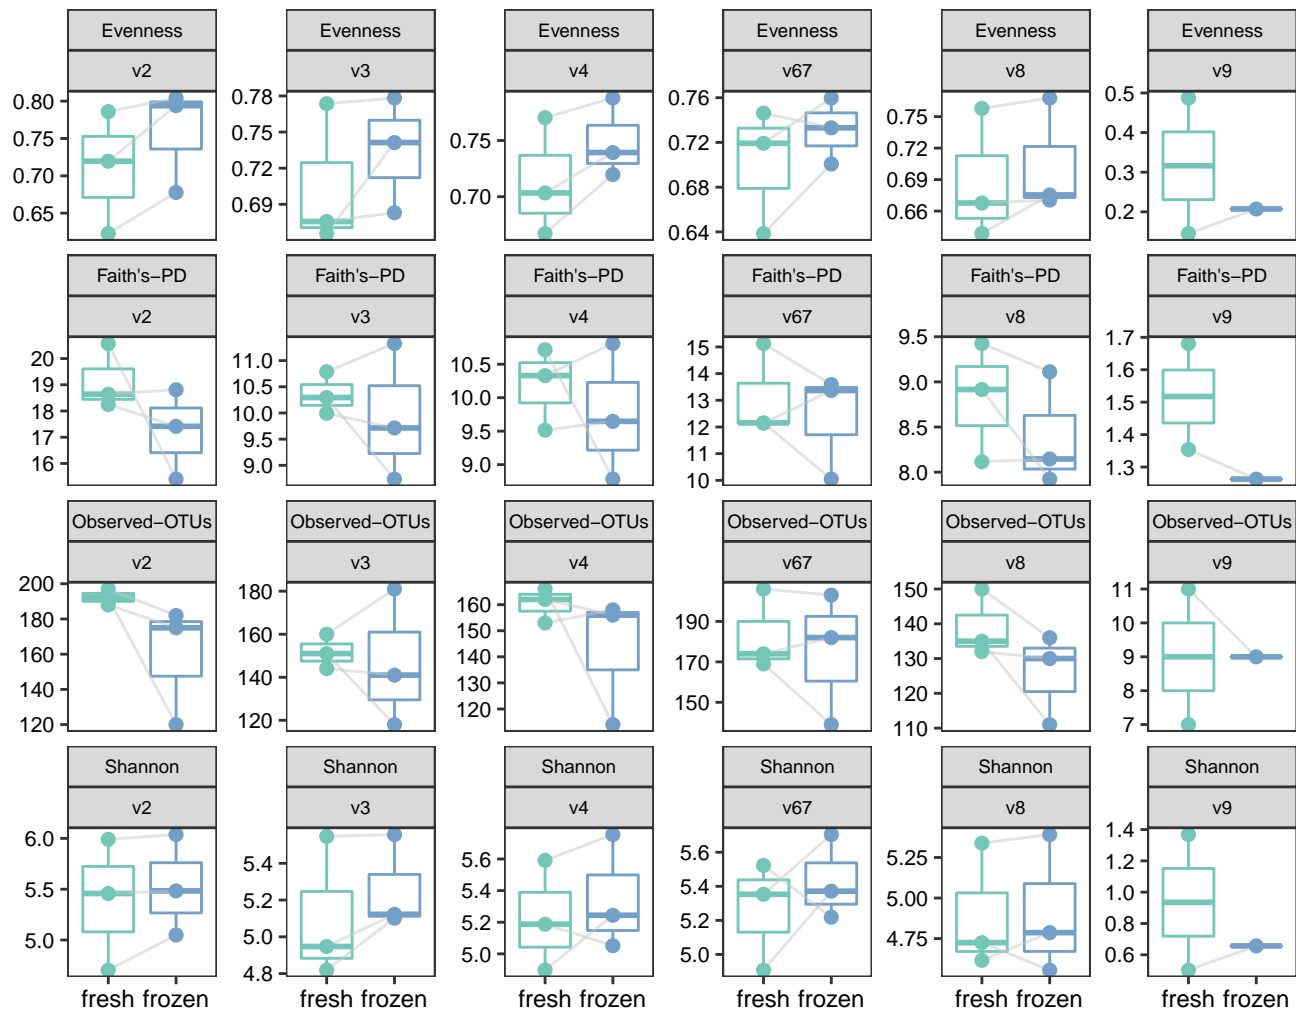 Evenness Evenness Evenness Evenness Evenness Evenness
v2 v3 v4 v67 v8 v9
0.80 0.75 0.70 0.65
0.78 0.75 0.72 0.69
0.75 0.70
0.76 0.72 0.68 0.64
0.75 0.72 0.69 0.66
0.5 0.4 0.3 0.2
Faith's−PD Faith's−PD Faith's−PD Faith's−PD Faith's−PD Faith's−PD
v2 v3 v4 v67 v8 v9
20 19 18 17 16
11.0 10.5 10.0 9.5 9.0
10.5 10.0 9.5 9.0
15 14 13 12 11 10
9.5 9.0 8.5 8.0
1.7 1.6 1.5 1.4 1.3
Observed−OTUs Observed−OTUs Observed−OTUs Observed−OTUs Observed−OTUs Observed−OTUs
v2 v3 v4 v67 v8 v9
200 180 160 140 120
180 160 140 120
160 150 140 130 120
190 170 150
150 140 130 120 110
11 10 9 8 7
Shannon Shannon Shannon Shannon Shannon Shannon
v2 v3 v4 v67 v8 v9
6.0 5.5 5.0
5.4 5.2 5.0 4.8
5.6 5.4 5.2 5.0
5.6 5.4 5.2 5.0
5.25 5.00 4.75
1.4 1.2 1.0 0.8 0.6
fresh frozen fresh frozen fresh frozen fresh frozen fresh frozen fresh frozen